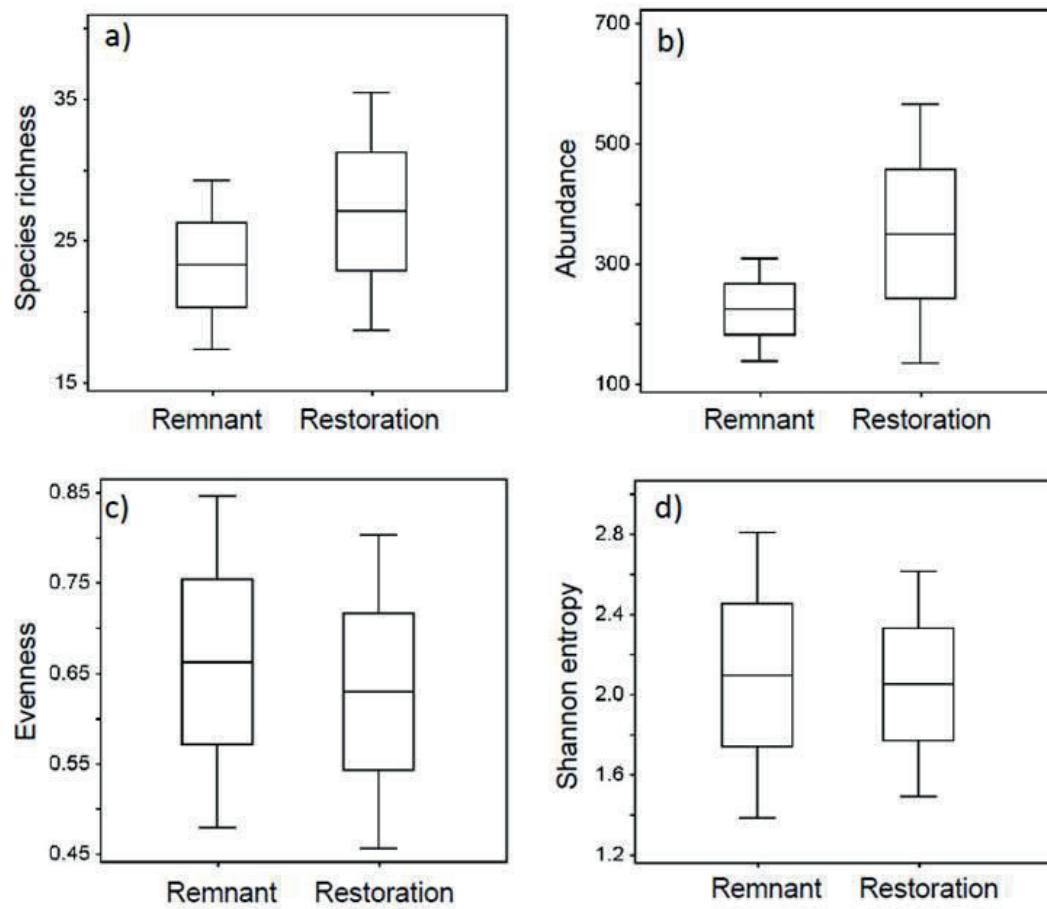 a)
Species richness
35
25
15
Remnant Restoration
b)
Abundance
700
500
300
100
Remnant Restoration
c)
Evenness
0.85
0.75
0.65
0.55
0.45
Remnant Restoration
d)
Shannon entropy
2.8
2.4
2.0
1.6
1.2
Remnant Restoration